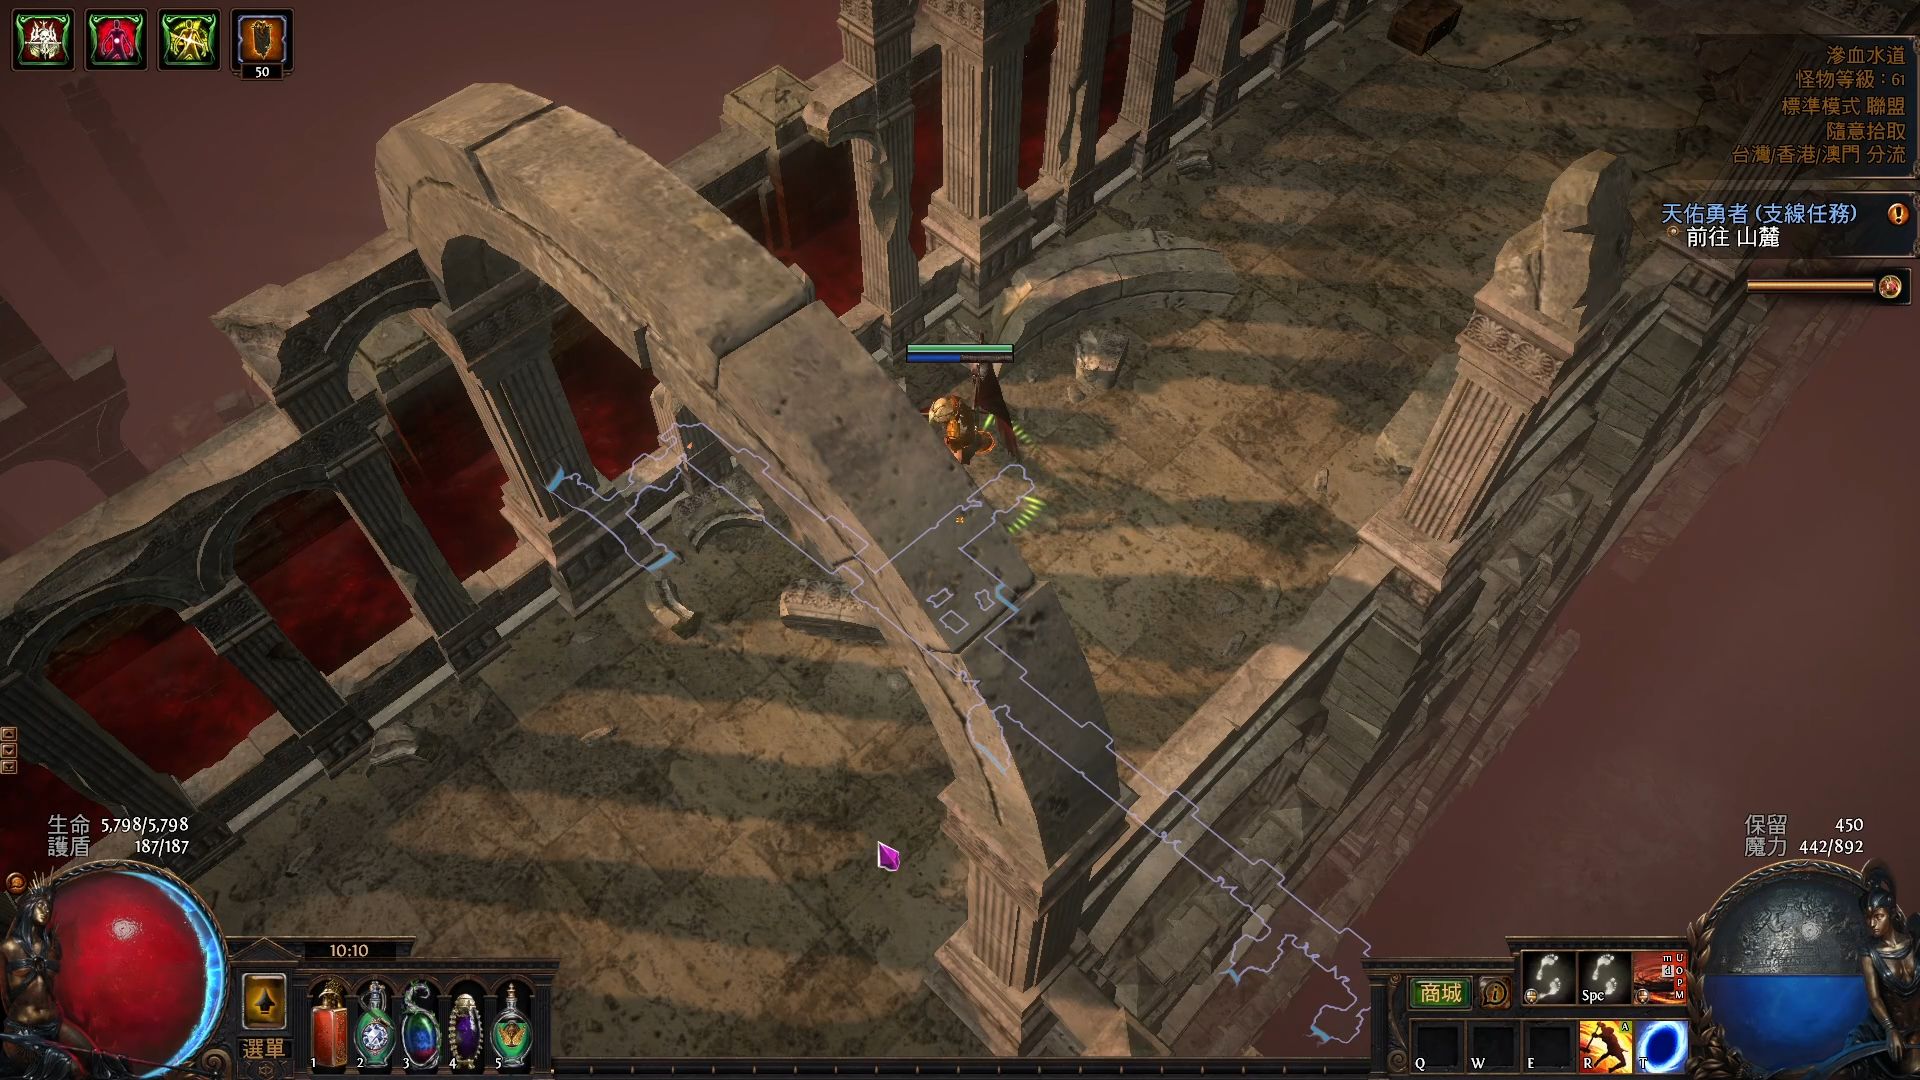 50
滲血水道
怪物等級：61
標準模式 聯盟
隨意拾取
台灣/香港/澳門 分流
天佑勇者 (支線任務)
前往 山麓
生命 5,798/5,798
護盾 187/187
保留 450
魔力 442/892
10:10
選單
1 2 3 4 5
商城
Spc
m U
d O
P
M
Q W E R A T